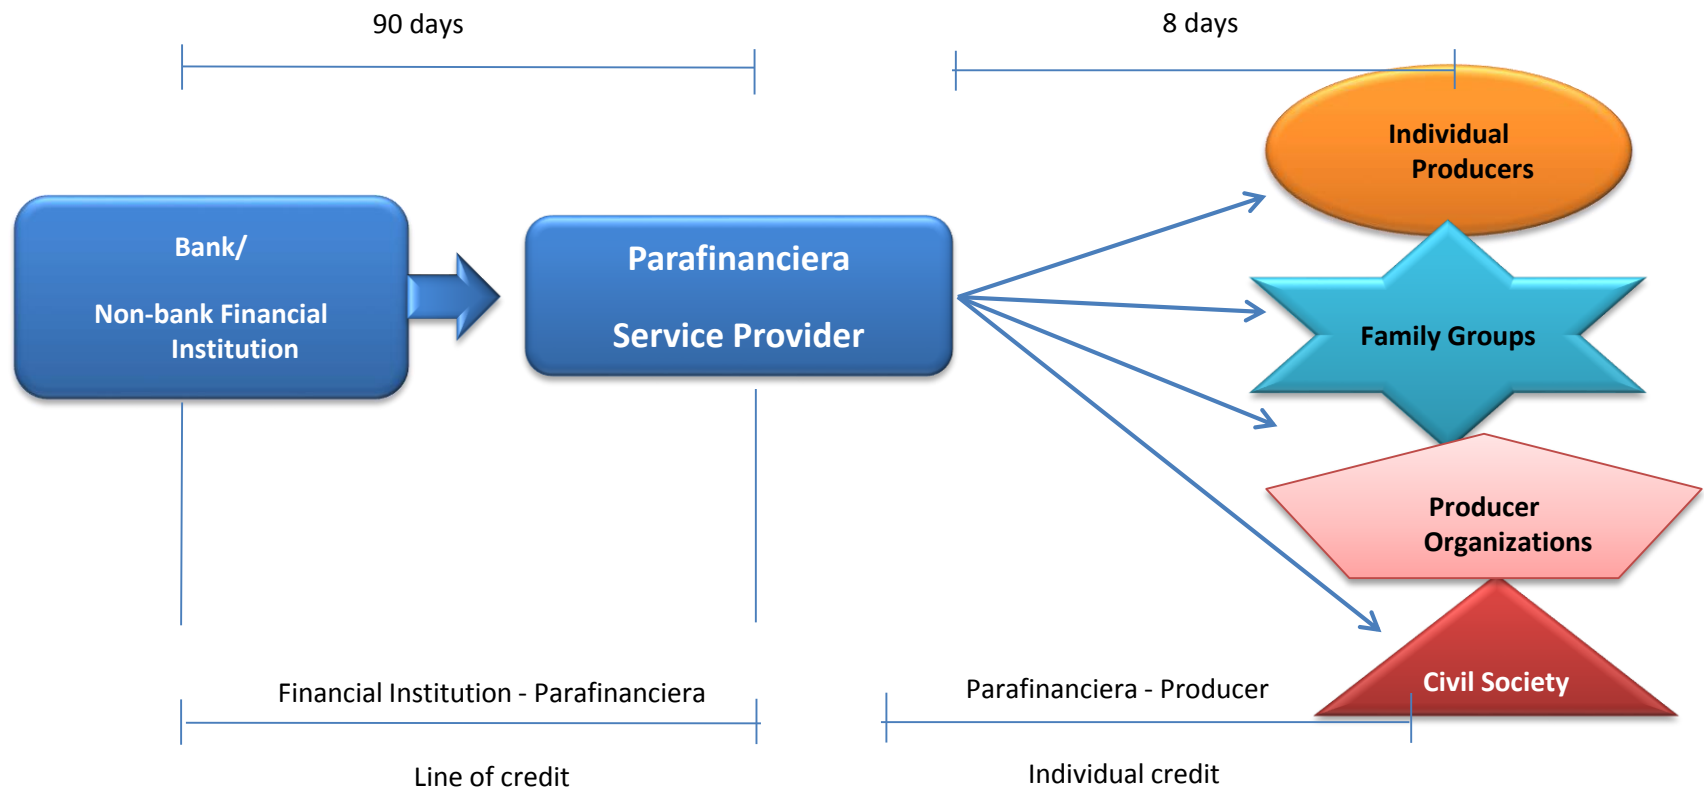 90 days
8 days
Individual
Producers
Bank/
Non-bank Financial
Institution
Parafinanciera
Service Provider
Family Groups
Producer
Organizations
Civil Society
Financial Institution - Parafinanciera
Parafinanciera - Producer
Line of credit
Individual credit